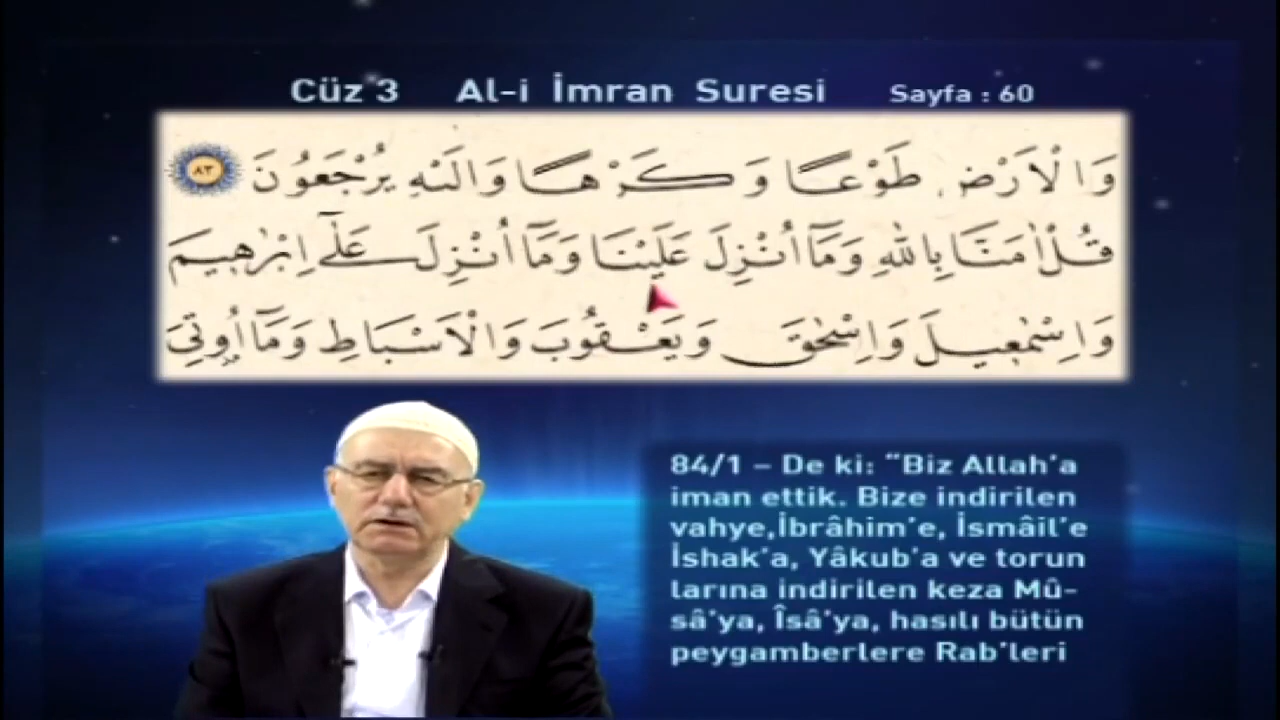 Cüz 3 Al-i İmran Suresi Sayfa : 60
وَالْاَرْضِ طَوْعًا وَكَرْهًا وَاِلَيْهِ يُرْجَعُونَ ٨٣
قُلْ اٰمَنَّا بِاللّٰهِ وَمَٓا اُنْزِلَ عَلَيْنَا وَمَٓا اُنْزِلَ عَلٰٓى اِبْرٰهٖيمَ
وَاِسْمٰعٖيلَ وَاِسْحٰقَ وَيَعْقُوبَ وَالْاَسْبَاطِ وَمَٓا اُو۫تِيَ
84/1 – De ki: “Biz Allah’a
iman ettik. Bize indirilen
vahye,İbrâhim’e, İsmâil’e
İshak’a, Yâkub’a ve torun
larına indirilen keza Mû-
sâ’ya, Îsâ’ya, hasılı bütün
peygamberlere Rab’leri